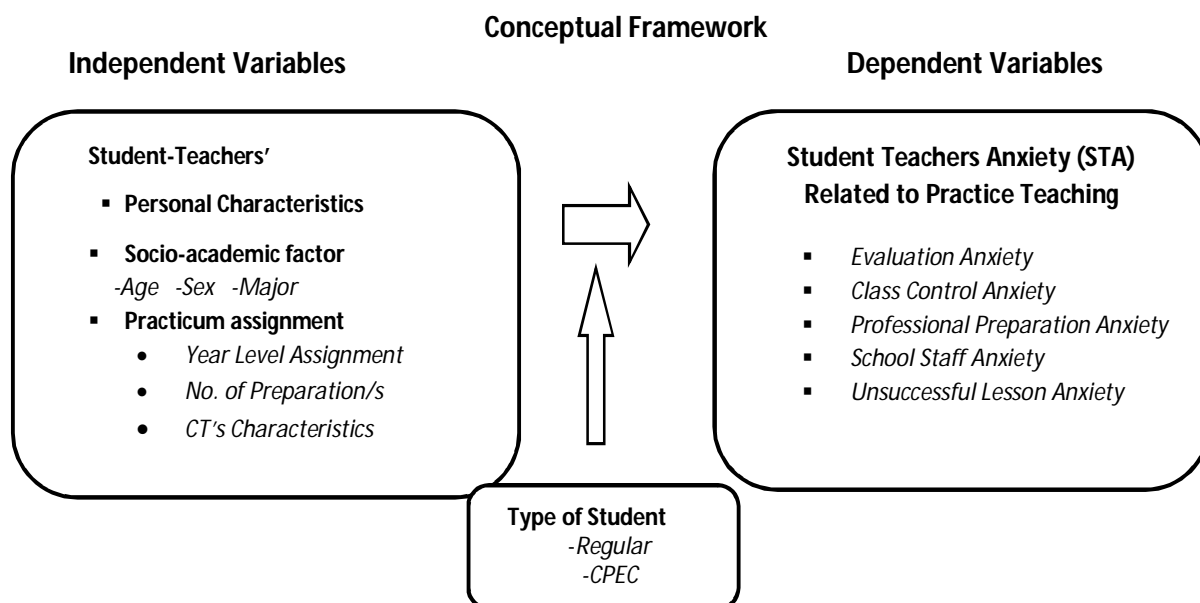 Conceptual Framework
Independent Variables
Dependent Variables
Student-Teachers'
▪ Personal Characteristics
▪ Socio-academic factor
-Age -Sex -Major
▪ Practicum assignment
● Year Level Assignment
● No. of Preparation/s
● CT's Characteristics
Student Teachers Anxiety (STA)
Related to Practice Teaching
▪ Evaluation Anxiety
▪ Class Control Anxiety
▪ Professional Preparation Anxiety
▪ School Staff Anxiety
▪ Unsuccessful Lesson Anxiety
Type of Student
-Regular
-CPEC